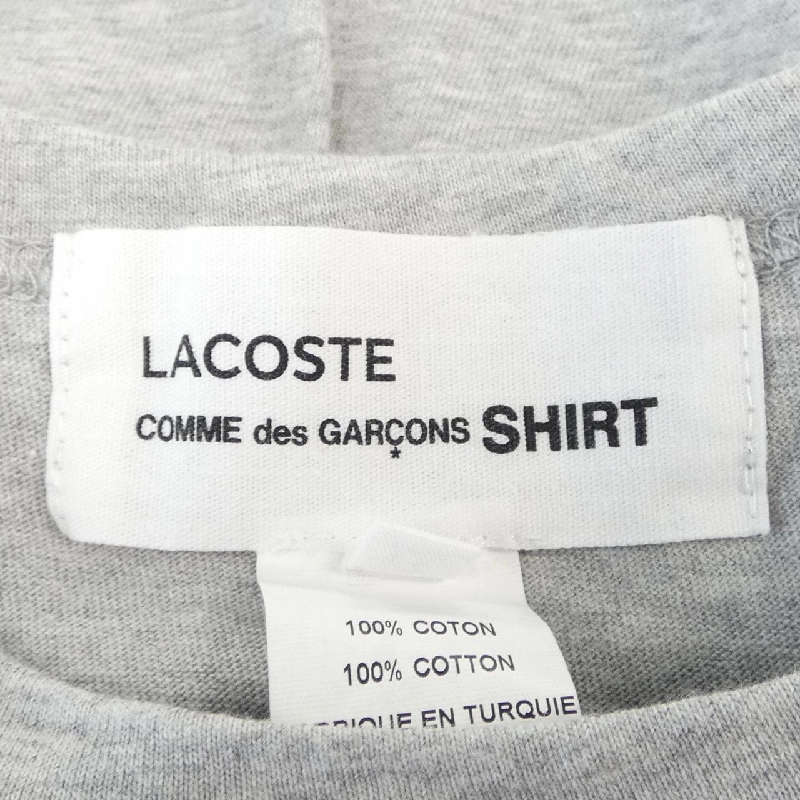 LACOSTE
COMME des GARÇONS SHIRT
*
100% COTON
100% COTTON
EN TURQUIE